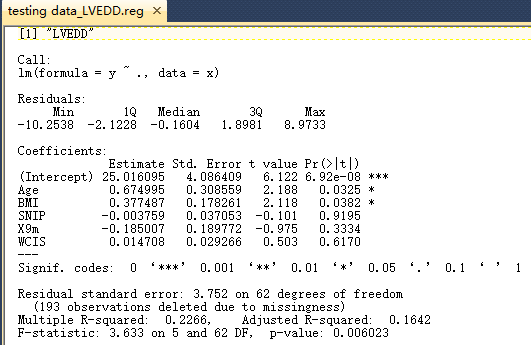 testing data_LVEDD.reg ×
[1] "LVEDD"
Call:
lm(formula = y ~ ., data = x)
Residuals:
Min 1Q Median 3Q Max
-10.2538 -2.1228 -0.1604 1.8981 8.9733
Coefficients:
Estimate Std. Error t value Pr(>|t|)
(Intercept) 25.016095 4.086409 6.122 6.92e-08 ***
Age 0.674995 0.308559 2.188 0.0325 *
BMI 0.377487 0.178261 2.118 0.0382 *
SNIP -0.003759 0.037053 -0.101 0.9195
X9m -0.185007 0.189772 -0.975 0.3334
WCIS 0.014708 0.029266 0.503 0.6170
---
Signif. codes: 0 ‘***’ 0.001 ‘**’ 0.01 ‘*’ 0.05 ‘.’ 0.1 ‘ ’ 1
Residual standard error: 3.752 on 62 degrees of freedom
(193 observations deleted due to missingness)
Multiple R-squared: 0.2266, Adjusted R-squared: 0.1642
F-statistic: 3.633 on 5 and 62 DF, p-value: 0.006023